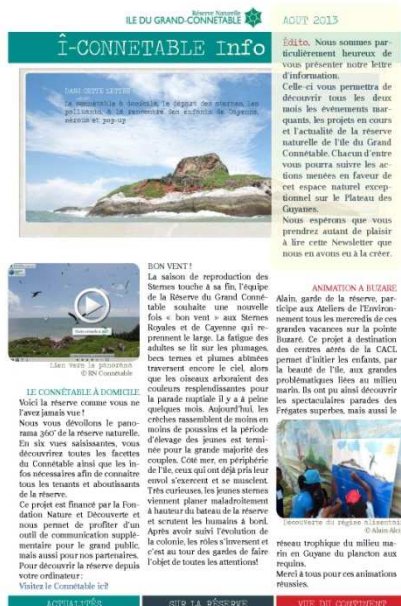 Réserve Naturelle
ILE DU GRAND-CONNETABLE
AOUT 2013
Î-CONNETABLE Info
DANS CETTE LETTRE
Le connétable à domicile, le départ des sternes, les
polluants, à la rencontre des enfants de Cayenne,
mérous et pop-up
Édito. Nous sommes par-
ticulièrement heureux de
vous présenter notre lettre
d'information.
Celle-ci vous permettra de
découvrir tous les deux
mois les évènements mar-
quants, les projets en cours
et l'actualité de la réserve
naturelle de l'île du Grand
Connétable. Chacun d'entre
vous pourra suivre les ac-
tions menées en faveur de
cet espace naturel excep-
tionnel sur le Plateau des
Guyanes.
Nous espérons que vous
prendrez autant de plaisir
à lire cette Newsletter que
nous en avons eu à la créer.
Lien vers le panorama
© RN Connétable
LE CONNÉTABLE À DOMICILE
Voici la réserve comme vous ne
l'avez jamais vue !
Nous vous dévoilons le pano-
rama 360° de la réserve naturelle.
En six vues saisissantes, vous
découvrirez toutes les facettes
du Connétable ainsi que les in-
fos nécessaires afin de connaitre
tous les tenants et aboutissants
de la réserve.
Ce projet est financé par la Fon-
dation Nature et Découverte et
nous permet de profiter d'un
outil de communication supplé-
mentaire pour le grand public,
mais aussi pour nos partenaires.
Pour découvrir la réserve depuis
votre ordinateur :
Visitez le Connétable ici!
BON VENT !
La saison de reproduction des
Sternes touche à sa fin, l'équipe
de la Réserve du Grand Conné-
table souhaite une nouvelle
fois « bon vent » aux Sternes
Royales et de Cayenne qui re-
prennent le large. La fatigue des
adultes se lit sur les plumages,
becs ternes et plumes abimées
traversent encore le ciel, alors
que les oiseaux arboraient des
couleurs resplendissantes pour
la parade nuptiale il y a à peine
quelques mois. Aujourd'hui, les
crèches rassemblent de moins en
moins de poussins et la période
d'élevage des jeunes est termi-
née pour la grande majorité des
couples. Côté mer, en périphérie
de l'île, ceux qui ont déjà pris leur
envol s'exercent et se musclent.
Très curieuses, les jeunes sternes
viennent planer maladroitement
à hauteur du bateau de la réserve
et scrutent les humains à bord.
Après avoir suivi l'évolution de
la colonie, les rôles s'inversent et
c'est au tour des gardes de faire
l'objet de toutes les attentions!
ANIMATION A BUZARE
Alain, garde de la réserve, par-
ticipe aux Ateliers de l'Environ-
nement tous les mercredis de ces
grandes vacances sur la pointe
Buzaré. Ce projet à destination
des centres aérés de la CACL
permet d'initier les enfants, par
la beauté de l'île, aux grandes
problématiques liées au milieu
marin. Ils ont pu ainsi découvrir
les spectaculaires parades des
Frégates superbes, mais aussi le
Découverte du régime
© Alain Alci
réseau trophique du milieu ma-
rin en Guyane du plancton aux
requins.
Merci à tous pour ces animations
réussies.
ACTUALITÉS
SUR LA RÉSERVE
VUE DU CONTINENT